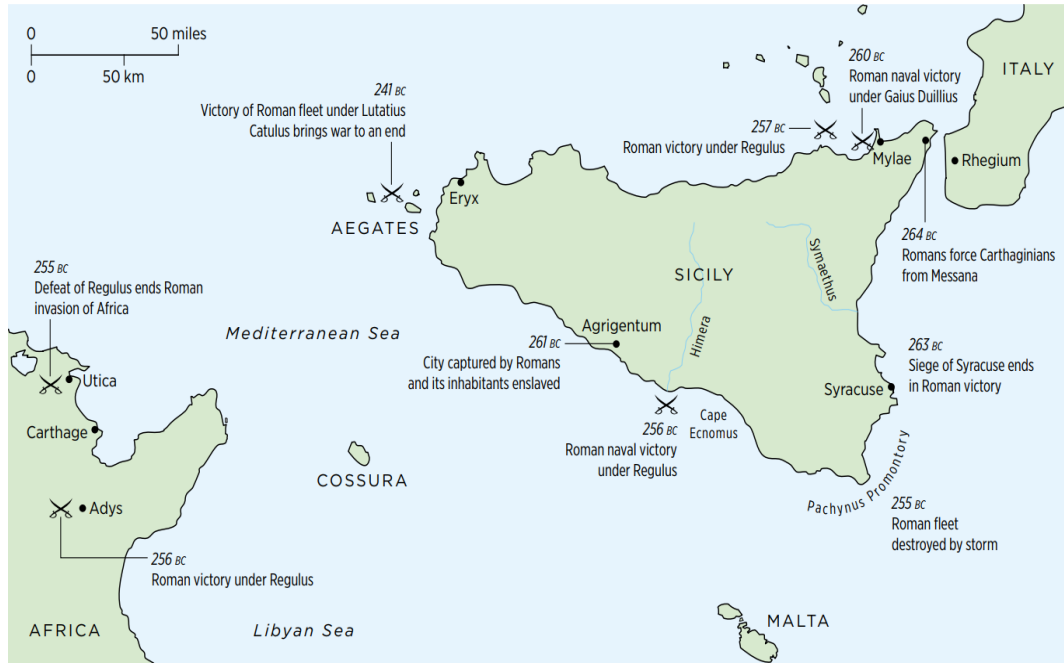 0 50 miles
0 50 km
241 BC
Victory of Roman fleet under Lutatius
Catulus brings war to an end
260 BC
Roman naval victory
under Gaius Duillius
ITALY
257 BC
Roman victory under Regulus
Mylae
Rhegium
Eryx
AEGATES
264 BC
Romans force Carthaginians
from Messana
255 BC
Defeat of Regulus ends Roman
invasion of Africa
SICILY
Symaethus
Mediterranean Sea
Agrigentum
Himera
261 BC
City captured by Romans
and its inhabitants enslaved
263 BC
Siege of Syracuse ends
in Roman victory
Utica
Syracuse
Carthage
Cape
Ecnomus
256 BC
Roman naval victory
under Regulus
COSSURA
Pachynus Promontory
255 BC
Roman fleet
destroyed by storm
Adys
256 BC
Roman victory under Regulus
AFRICA
Libyan Sea
MALTA